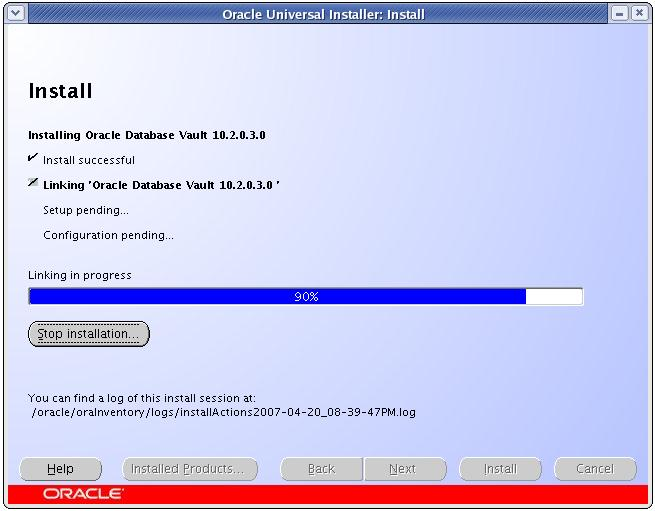 Oracle Universal Installer: Install
Install
Installing Oracle Database Vault 10.2.0.3.0
Install successful
Linking 'Oracle Database Vault 10.2.0.3.0 '
Setup pending...
Configuration pending...
Linking in progress
90%
Stop installation...
You can find a log of this install session at:
/oracle/oraInventory/logs/installActions2007-04-20_08-39-47PM.log
Help Installed Products... Back Next Install Cancel
ORACLE